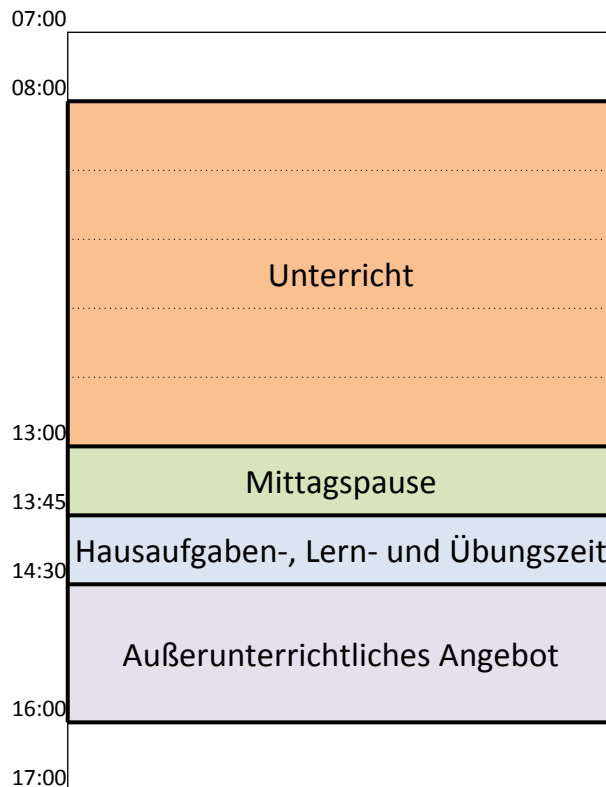 07:00
08:00
Unterricht
13:00
Mittagspause
13:45
Hausaufgaben-, Lern- und Übungszeit
14:30
Außerunterrichtliches Angebot
16:00
17:00